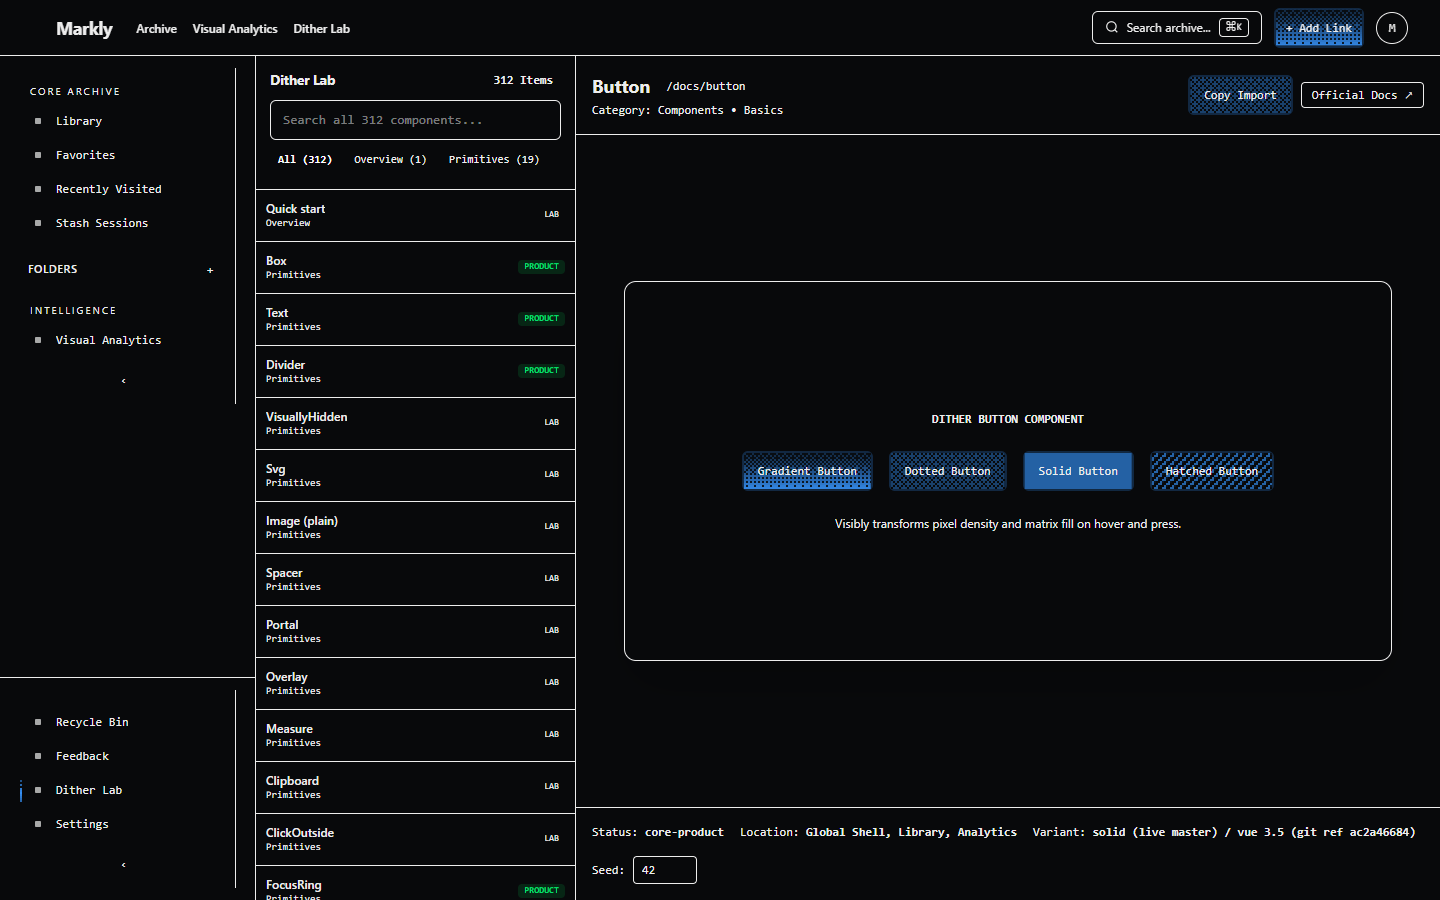 Markly
Archive
Visual Analytics
Dither Lab
Search archive...
⌘K
+ Add Link
M
CORE ARCHIVE
Library
Favorites
Recently Visited
Stash Sessions
FOLDERS
+
INTELLIGENCE
Visual Analytics
‹
Recycle Bin
Feedback
Dither Lab
Settings
‹
Dither Lab
312 Items
Search all 312 components...
All (312)
Overview (1)
Primitives (19)
Quick start
Overview
LAB
Box
Primitives
PRODUCT
Text
Primitives
PRODUCT
Divider
Primitives
PRODUCT
VisuallyHidden
Primitives
LAB
Svg
Primitives
LAB
Image (plain)
Primitives
LAB
Spacer
Primitives
LAB
Portal
Primitives
LAB
Overlay
Primitives
LAB
Measure
Primitives
LAB
Clipboard
Primitives
LAB
ClickOutside
Primitives
LAB
FocusRing
Primitives
PRODUCT
Button
/docs/button
Category: Components • Basics
Copy Import
Official Docs ↗
DITHER BUTTON COMPONENT
Gradient Button
Dotted Button
Solid Button
Hatched Button
Visibly transforms pixel density and matrix fill on hover and press.
Status: core-product
Location: Global Shell, Library, Analytics
Variant: solid (live master) / vue 3.5 (git ref ac2a46684)
Seed:
42